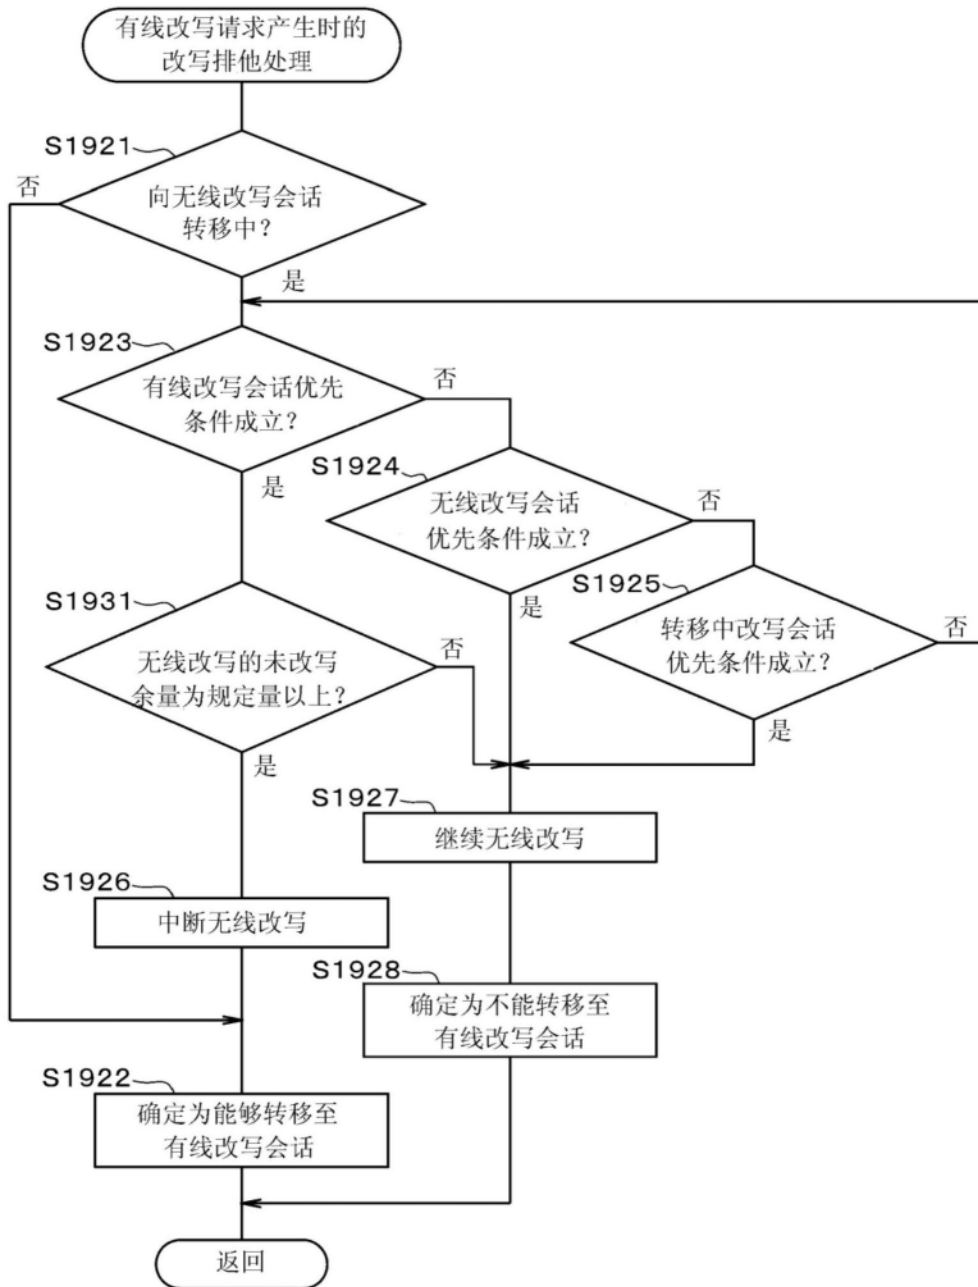 有线改写请求产生时的
改写排他处理
S1921
否
向无线改写会话
转移中?
是
S1923
有线改写会话优先
条件成立?
否
是
S1924
无线改写会话
优先条件成立?
否
是
S1925
转移中改写会话
优先条件成立?
否
是
S1931
无线改写的未改写
余量为规定量以上?
否
是
S1927
继续无线改写
S1926
中断无线改写
S1928
确定为不能转移至
有线改写会话
S1922
确定为能够转移至
有线改写会话
返回